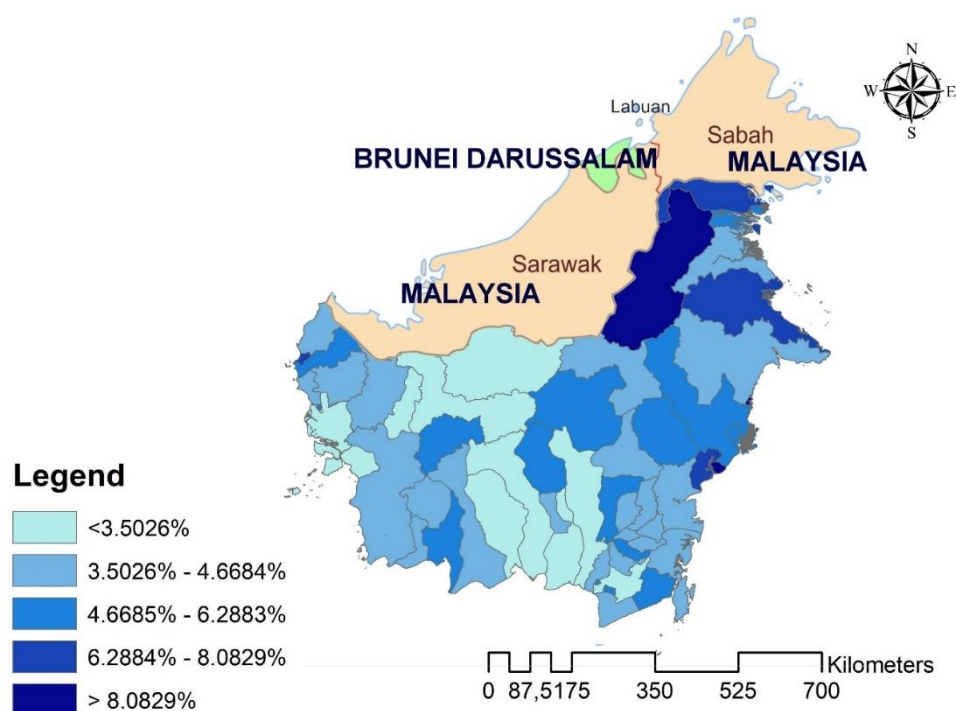 N
W E
S
Labuan
Sabah
BRUNEI DARUSSALAM
MALAYSIA
Sarawak
MALAYSIA
Legend
<3.5026%
3.5026% - 4.6684%
4.6685% - 6.2883%
6.2884% - 8.0829%
> 8.0829%
Kilometers
0 87,5175 350 525 700